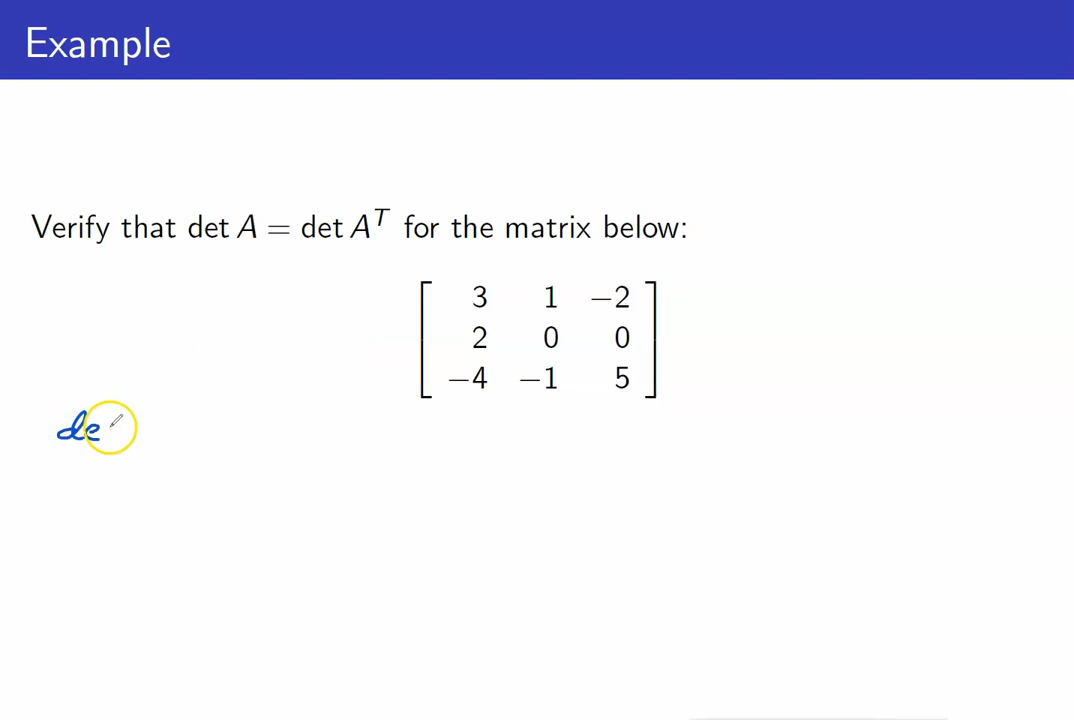 Example
Verify that det A = det Aᵀ for the matrix below:
3 1 −2
2 0 0
−4 −1 5
de